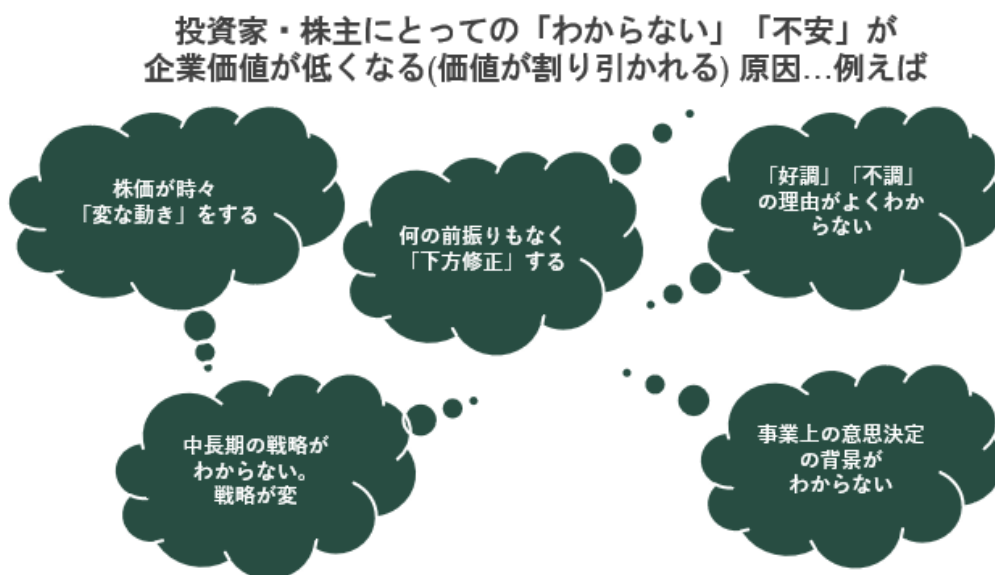 投資家・株主にとっての「わからない」「不安」が
企業価値が低くなる(価値が割り引かれる) 原因…例えば
株価が時々
「変な動き」をする
何の前振りもなく
「下方修正」する
「好調」「不調」
の理由がよくわか
らない
中長期の戦略が
わからない。
戦略が変
事業上の意思決定
の背景が
わからない